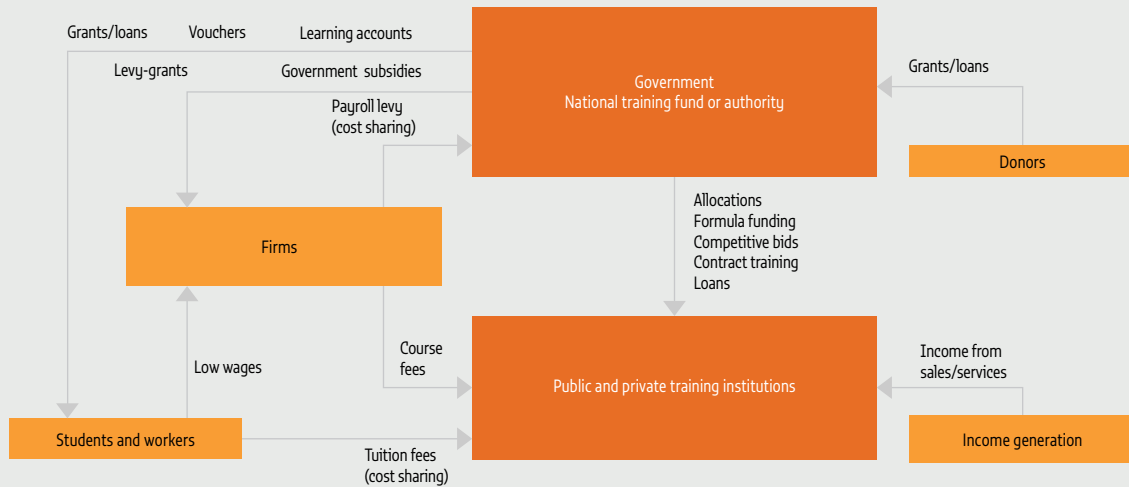 Grants/loans Vouchers Learning accounts
Levy-grants Government subsidies
Payroll levy
(cost sharing)
Government
National training fund or authority
Grants/loans
Donors
Allocations
Formula funding
Competitive bids
Contract training
Loans
Firms
Low wages
Course
fees
Public and private training institutions
Income from
sales/services
Students and workers
Tuition fees
(cost sharing)
Income generation